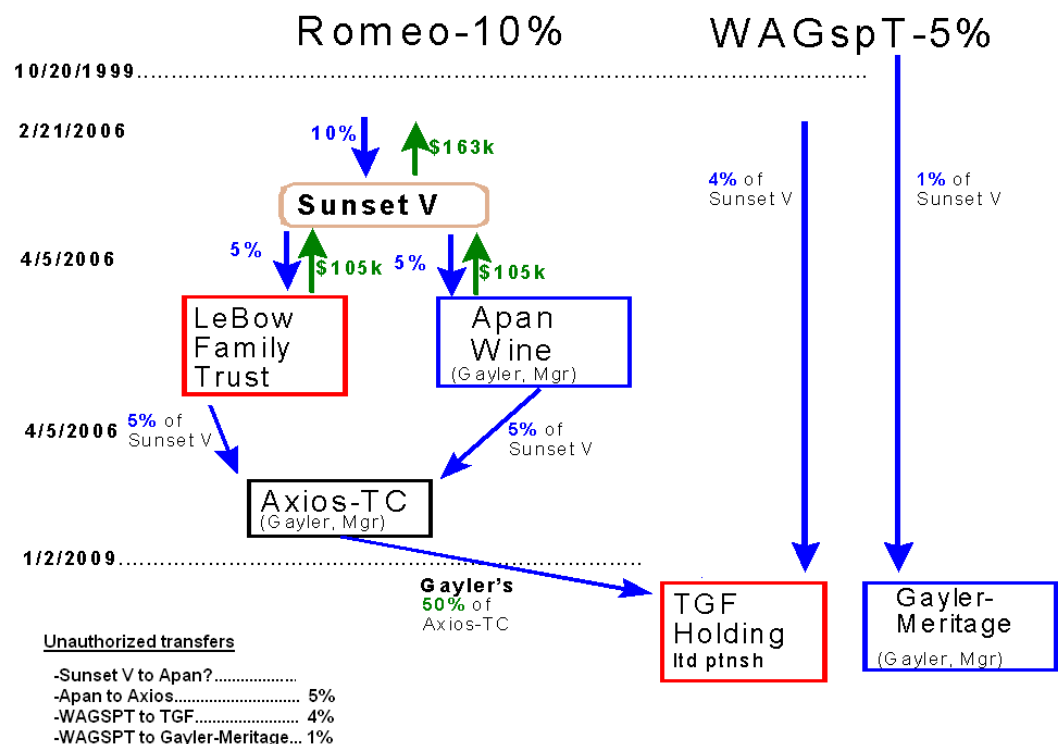 Romeo-10% WAGspT-5%
10/20/1999
2/21/2006
10%
$163k
4% of
Sunset V
1% of
Sunset V
Sunset V
4/5/2006
5%
$105k
5%
$105k
LeBow
Family
Trust
Apan
Wine
(Gayler, Mgr)
4/5/2006
5% of
Sunset V
5% of
Sunset V
Axios-TC
(Gayler, Mgr)
1/2/2009
Gayler's
50% of
Axios-TC
TGF
Holding
ltd ptnsh
Gayler-
Meritage
(Gayler, Mgr)
Unauthorized transfers
-Sunset V to Apan?..................
-Apan to Axios........................... 5%
-WAGSPT to TGF...................... 4%
-WAGSPT to Gayler-Meritage... 1%